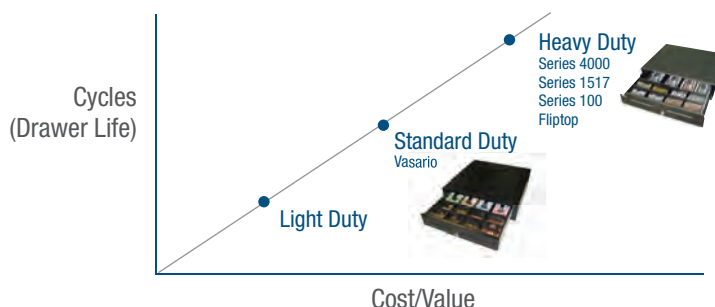 Heavy Duty
Series 4000
Series 1517
Series 100
Fliptop
Cycles
(Drawer Life)
Standard Duty
Vasario
Light Duty
Cost/Value